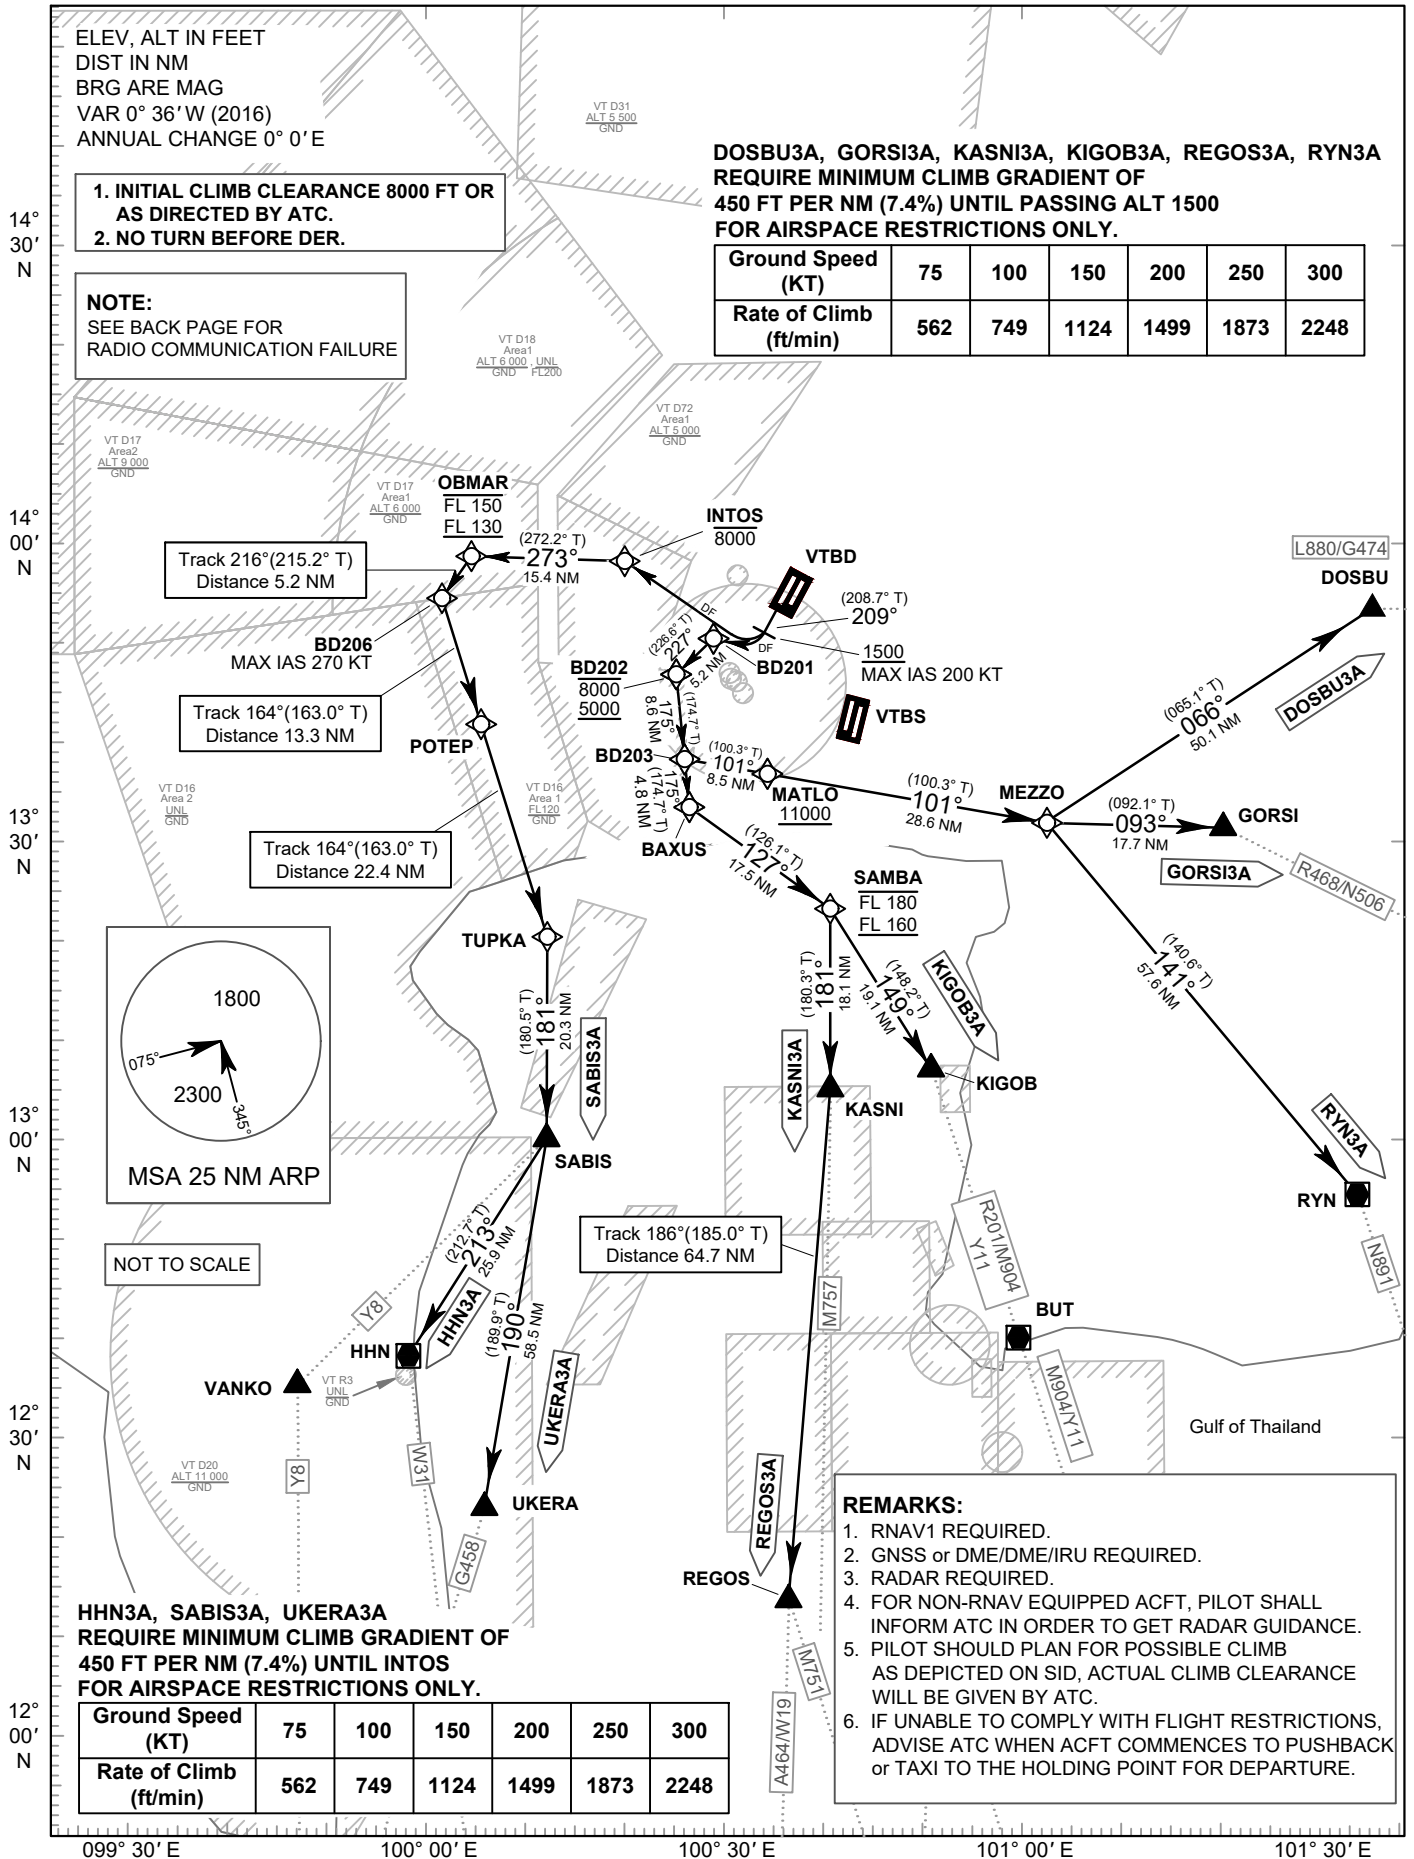 ELEV, ALT IN FEET
DIST IN NM
BRG ARE MAG
VAR 0° 36' W (2016)
ANNUAL CHANGE 0° 0' E
1. INITIAL CLIMB CLEARANCE 8000 FT OR
AS DIRECTED BY ATC.
2. NO TURN BEFORE DER.
NOTE:
SEE BACK PAGE FOR
RADIO COMMUNICATION FAILURE
VT D31
ALT 5 500
GND
DOSBU3A, GORSI3A, KASNI3A, KIGOB3A, REGOS3A, RYN3A
REQUIRE MINIMUM CLIMB GRADIENT OF
450 FT PER NM (7.4%) UNTIL PASSING ALT 1500
FOR AIRSPACE RESTRICTIONS ONLY.
Ground Speed (KT) 75 100 150 200 250 300
Rate of Climb (ft/min) 562 749 1124 1499 1873 2248
14°
30'
N
VT D18
Area1
ALT 6 000 , UNL
GND FL200
VT D72
Area1
ALT 5 000
GND
VT D17
Area2
ALT 9 000
GND
VT D17
Area1
ALT 6 000
GND
OBMAR
FL 150
FL 130
INTOS
8000
14°
00'
N
(272.2° T)
273°
15.4 NM
VTBD
L880/G474
DOSBU
Track 216°(215.2° T)
Distance 5.2 NM
(208.7° T)
209°
DF
DF
1500
MAX IAS 200 KT
BD206
MAX IAS 270 KT
(226.6° T)
227°
5.2 NM
BD201
BD202
8000
5000
VTBS
(065.1° T)
066°
50.1 NM
DOSBU3A
Track 164°(163.0° T)
Distance 13.3 NM
POTEP
(174.7° T)
175°
8.6 NM
BD203
(100.3° T)
101°
8.5 NM
MATLO
11000
(100.3° T)
101°
28.6 NM
MEZZO
(092.1° T)
093°
17.7 NM
GORSI
GORSI3A
R468/N506
VT D16
Area 2
UNL
GND
VT D16
Area 1
FL120
GND
13°
30'
N
175°
(174.7° T)
4.8 NM
BAXUS
(126.1° T)
127°
17.5 NM
Track 164°(163.0° T)
Distance 22.4 NM
SAMBA
FL 180
FL 160
TUPKA
(180.3° T)
181°
18.1 NM
(148.2° T)
149°
19.1 NM
KIGOB3A
(140.6° T)
141°
57.6 NM
1800
075°
2300
345°
MSA 25 NM ARP
(180.5° T)
181°
20.3 NM
SABIS3A
KASNI3A
KASNI
KIGOB
13°
00'
N
SABIS
RYN3A
RYN
NOT TO SCALE
(212.7° T)
213°
25.9 NM
Track 186°(185.0° T)
Distance 64.7 NM
R201/M904
Y11
N891
Y8
HHN3A
HHN
(189.9° T)
190°
58.5 NM
M757
BUT
VANKO
VT R3
UNL
GND
UKERA3A
M904/Y11
12°
30'
N
Gulf of Thailand
VT D20
ALT 11 000
GND
Y8
W31
UKERA
G458
REGOS3A
REGOS
M751
A464/W19
HHN3A, SABIS3A, UKERA3A
REQUIRE MINIMUM CLIMB GRADIENT OF
450 FT PER NM (7.4%) UNTIL INTOS
FOR AIRSPACE RESTRICTIONS ONLY.
Ground Speed (KT) 75 100 150 200 250 300
Rate of Climb (ft/min) 562 749 1124 1499 1873 2248
12°
00'
N
REMARKS:
1. RNAV1 REQUIRED.
2. GNSS or DME/DME/IRU REQUIRED.
3. RADAR REQUIRED.
4. FOR NON-RNAV EQUIPPED ACFT, PILOT SHALL
INFORM ATC IN ORDER TO GET RADAR GUIDANCE.
5. PILOT SHOULD PLAN FOR POSSIBLE CLIMB
AS DEPICTED ON SID, ACTUAL CLIMB CLEARANCE
WILL BE GIVEN BY ATC.
6. IF UNABLE TO COMPLY WITH FLIGHT RESTRICTIONS,
ADVISE ATC WHEN ACFT COMMENCES TO PUSHBACK
or TAXI TO THE HOLDING POINT FOR DEPARTURE.
099° 30' E
100° 00' E
100° 30' E
101° 00' E
101° 30' E